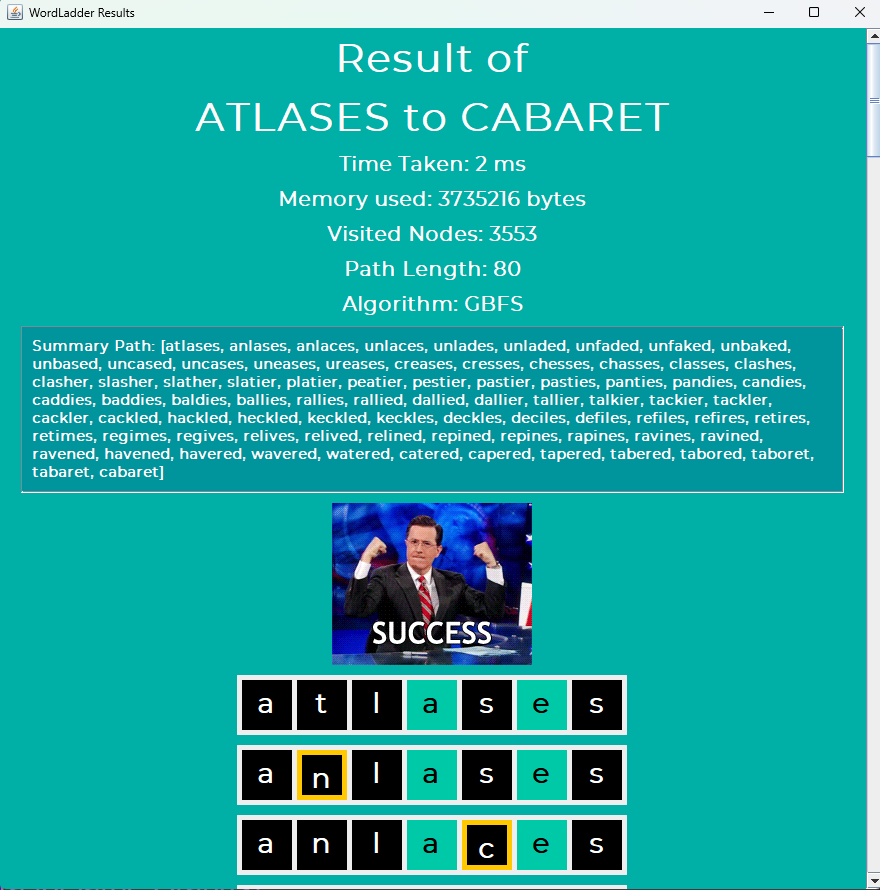 WordLadder Results
Result of
ATLASES to CABARET
Time Taken: 2 ms
Memory used: 3735216 bytes
Visited Nodes: 3553
Path Length: 80
Algorithm: GBFS
Summary Path: [atlases, anlases, anlaces, unlaces, unlades, unladed, unfaded, unfaked, unbaked,
unbased, uncased, uncases, uneases, ureases, creases, cresses, chesses, chasses, classes, clashes,
clasher, slasher, slather, slatier, platier, peatier, pestier, pastier, pasties, panties, pandies, candies,
caddies, baddies, baldies, ballies, rallies, rallied, dallied, dallier, tallier, talkier, tackier, tackler,
cackler, cackled, hackled, heckled, keckled, keckles, deckles, deciles, defiles, refiles, refires, retires,
retimes, regimes, regives, relives, relived, relined, repined, repines, rapines, ravines, ravined,
ravened, havened, havered, wavered, watered, catered, capered, tapered, tabered, tabored, taboret,
tabaret, cabaret]
SUCCESS
a t l a s e s
a n l a s e s
a n l a c e s